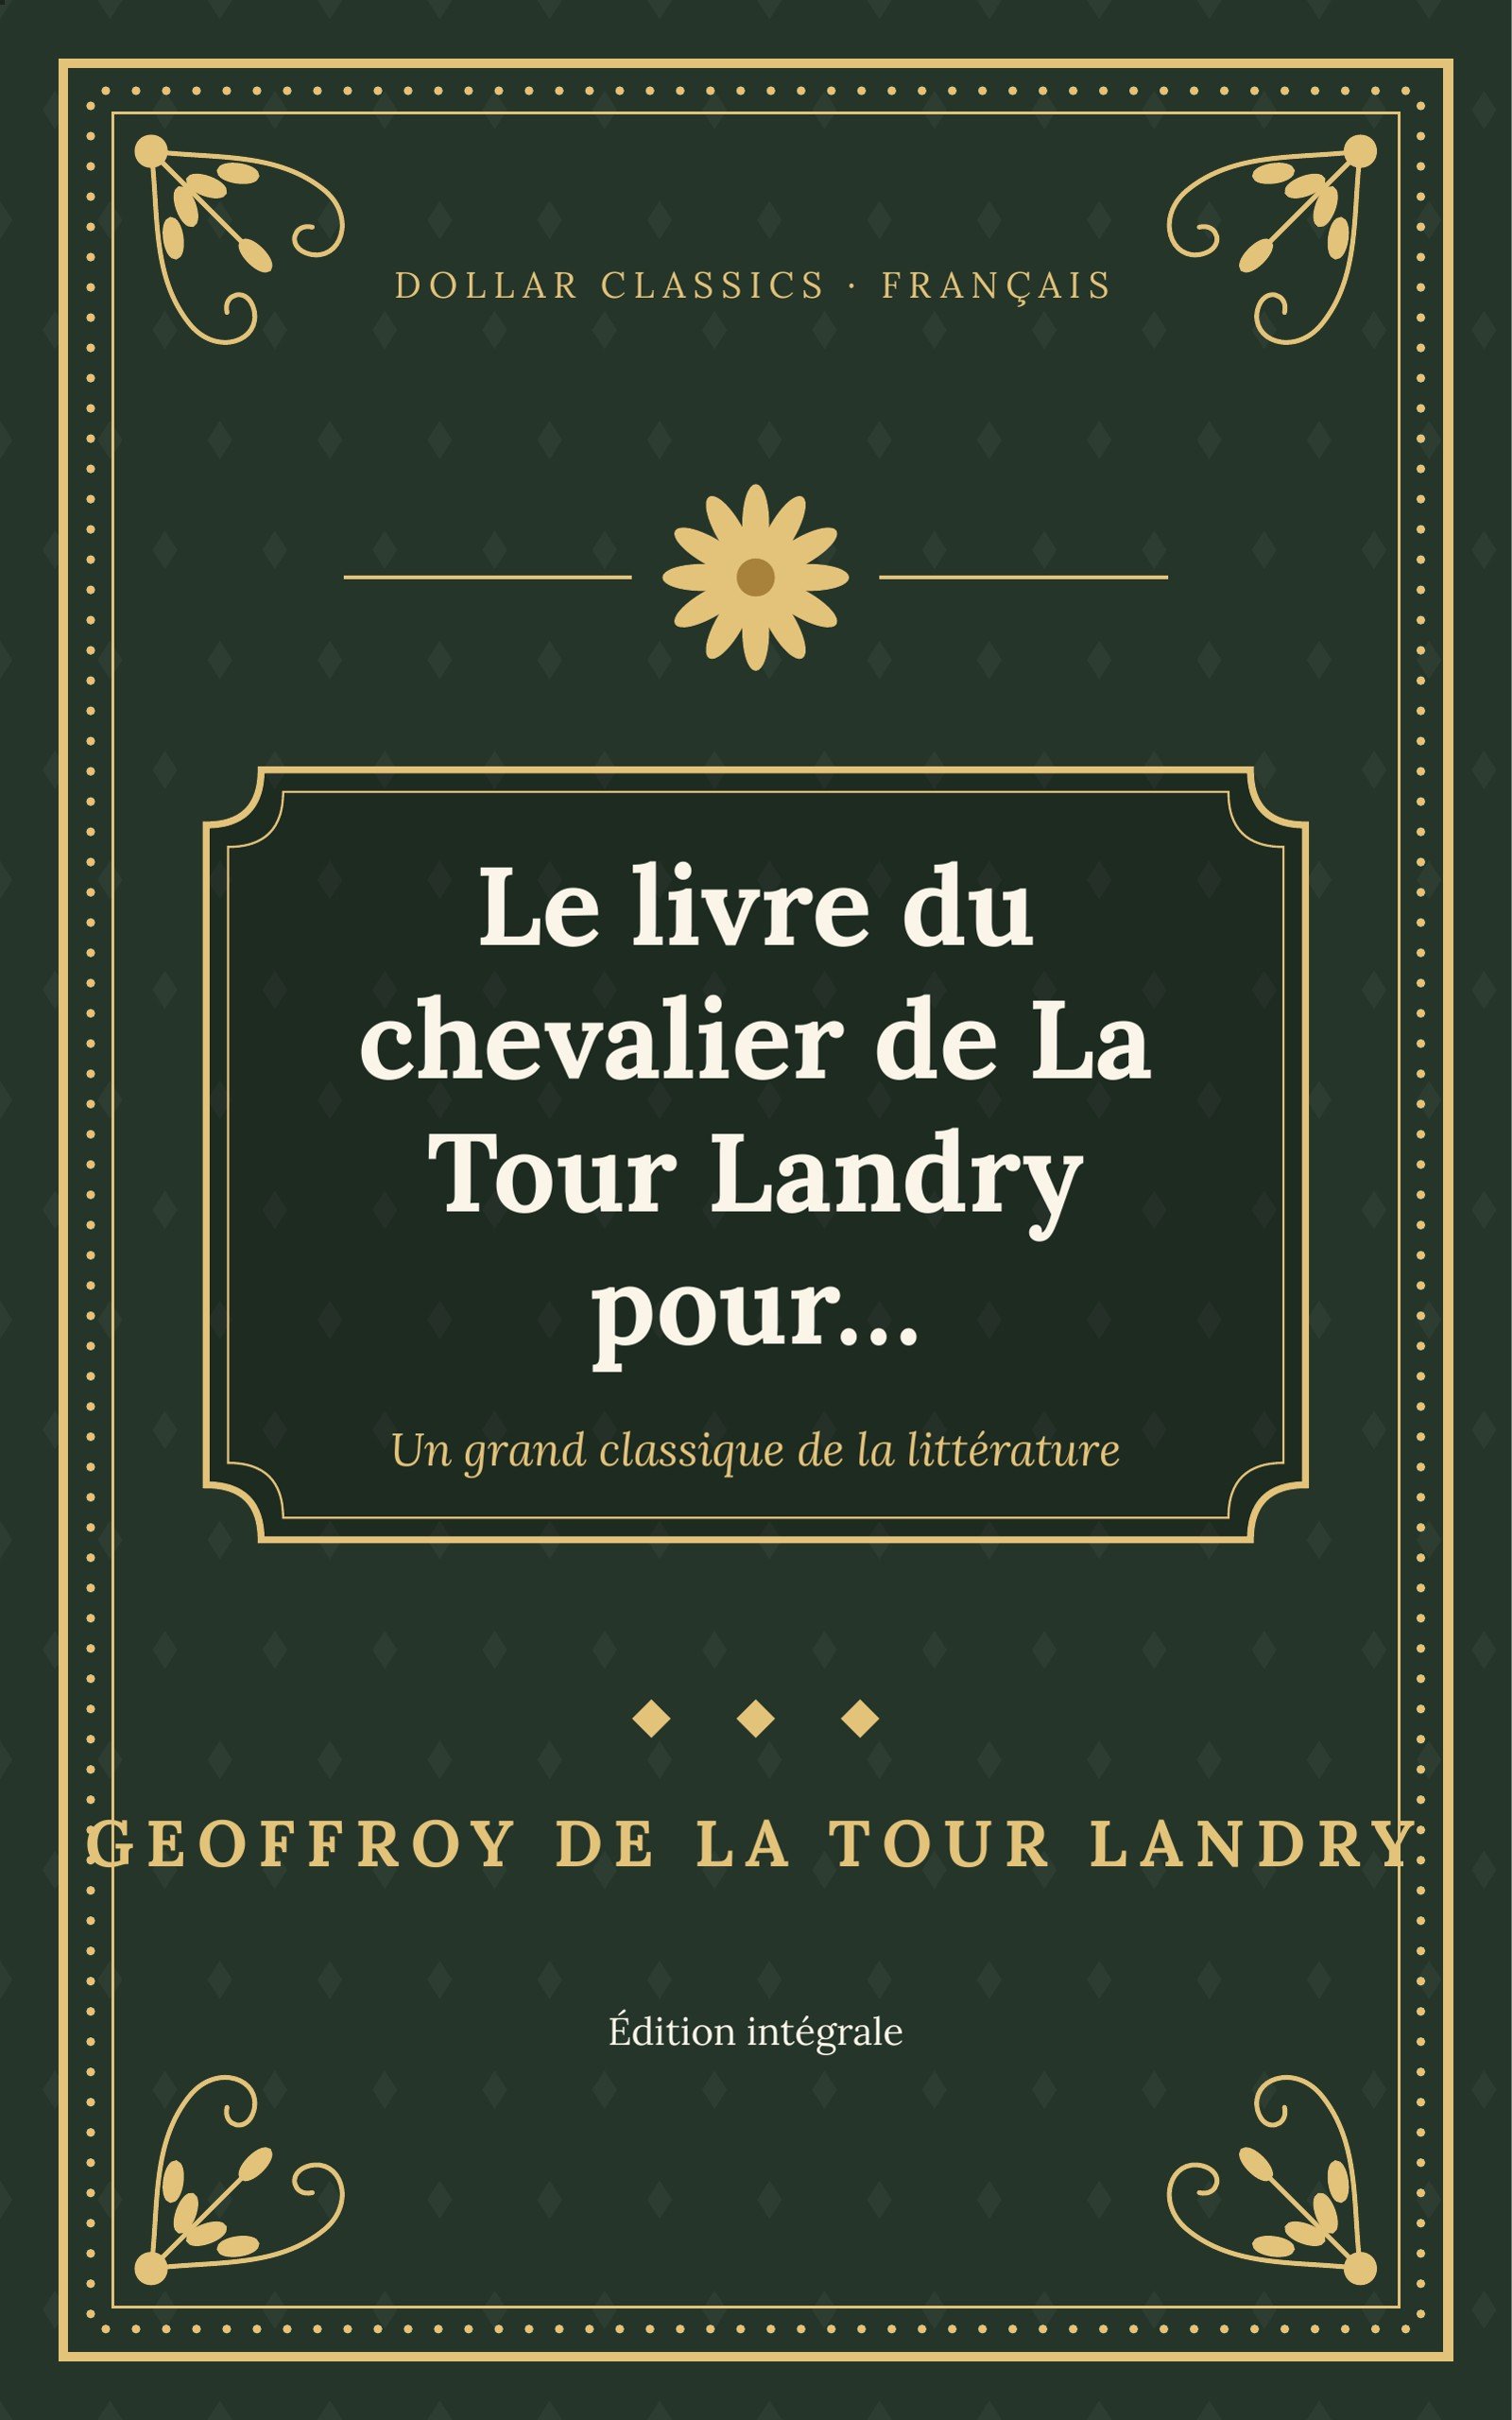 DOLLAR CLASSICS · FRANÇAIS
Le livre du
chevalier de La
Tour Landry
pour...
Un grand classique de la littérature
GEOFFROY DE LA TOUR LANDRY
Édition intégrale